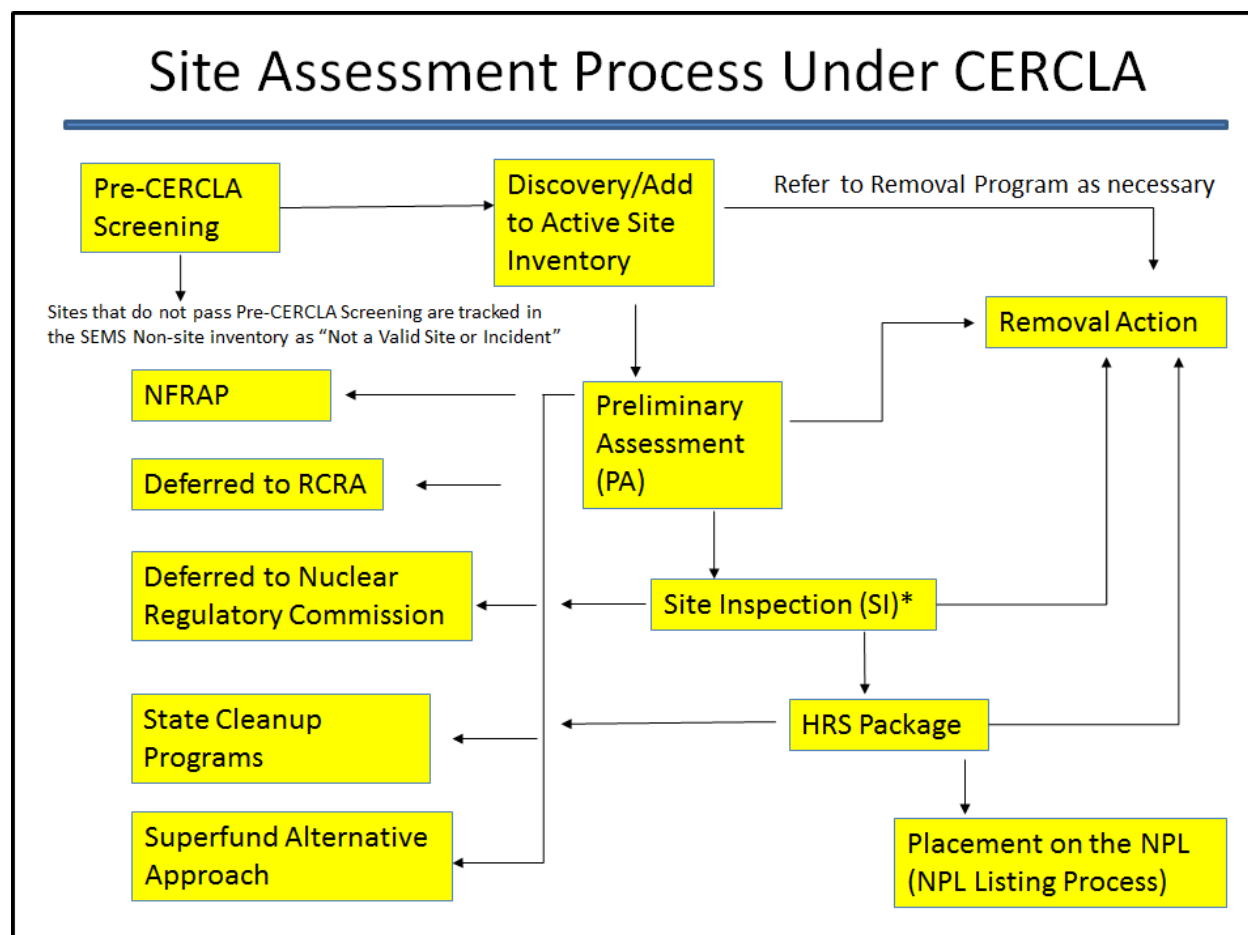 Site Assessment Process Under CERCLA
Pre-CERCLA
Screening
Discovery/Add
to Active Site
Inventory
Refer to Removal Program as necessary
Sites that do not pass Pre-CERCLA Screening are tracked in
the SEMS Non-site inventory as “Not a Valid Site or Incident”
Removal Action
NFRAP
Preliminary
Assessment
(PA)
Deferred to RCRA
Deferred to Nuclear
Regulatory Commission
Site Inspection (SI)*
State Cleanup
Programs
HRS Package
Superfund Alternative
Approach
Placement on the NPL
(NPL Listing Process)